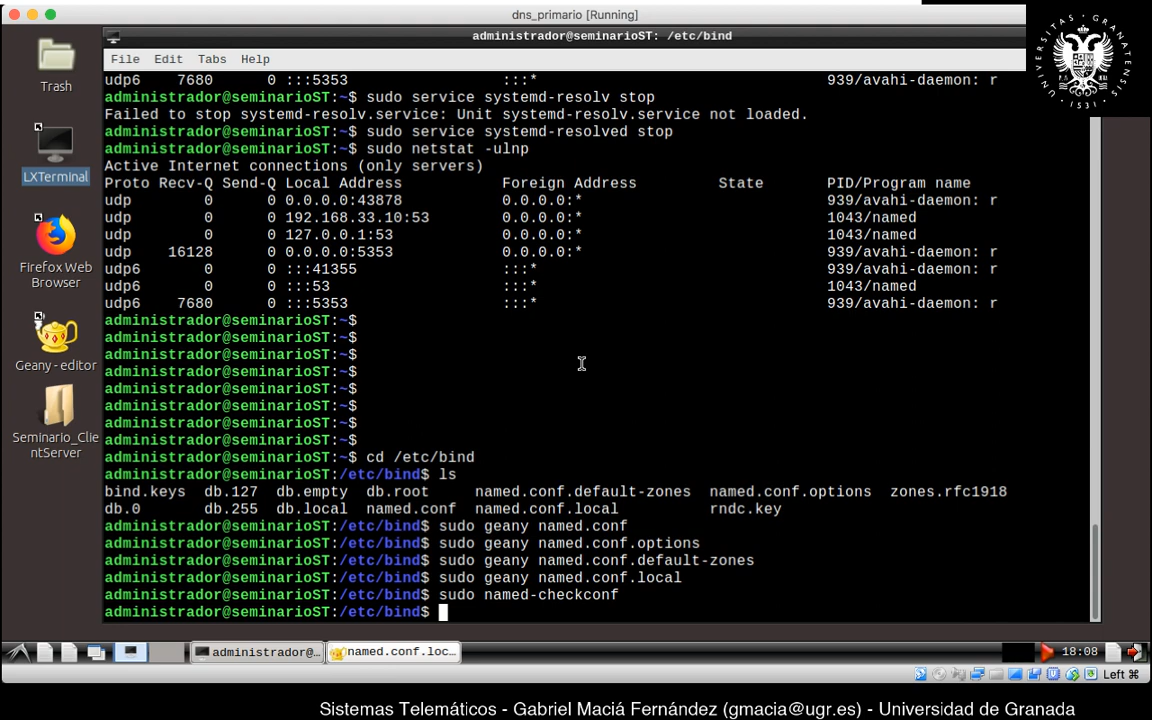 dns_primario [Running]
administrador@seminarioST: /etc/bind
File Edit Tabs Help
udp6 7680 0 :::5353 :::* 939/avahi-daemon: r
administrador@seminarioST:~$ sudo service systemd-resolv stop
Failed to stop systemd-resolv.service: Unit systemd-resolv.service not loaded.
administrador@seminarioST:~$ sudo service systemd-resolved stop
administrador@seminarioST:~$ sudo netstat -ulnp
Active Internet connections (only servers)
Proto Recv-Q Send-Q Local Address Foreign Address State PID/Program name
udp 0 0 0.0.0.0:43878 0.0.0.0:* 939/avahi-daemon: r
udp 0 0 192.168.33.10:53 0.0.0.0:* 1043/named
udp 0 0 127.0.0.1:53 0.0.0.0:* 1043/named
udp 16128 0 0.0.0.0:5353 0.0.0.0:* 939/avahi-daemon: r
udp6 0 0 :::41355 :::* 939/avahi-daemon: r
udp6 0 0 :::53 :::* 1043/named
udp6 7680 0 :::5353 :::* 939/avahi-daemon: r
administrador@seminarioST:~$
administrador@seminarioST:~$
administrador@seminarioST:~$
administrador@seminarioST:~$
administrador@seminarioST:~$
administrador@seminarioST:~$
administrador@seminarioST:~$
administrador@seminarioST:~$
administrador@seminarioST:~$ cd /etc/bind
administrador@seminarioST:/etc/bind$ ls
bind.keys db.127 db.empty db.root named.conf.default-zones named.conf.options zones.rfc1918
db.0 db.255 db.local named.conf named.conf.local rndc.key
administrador@seminarioST:/etc/bind$ sudo geany named.conf
administrador@seminarioST:/etc/bind$ sudo geany named.conf.options
administrador@seminarioST:/etc/bind$ sudo geany named.conf.default-zones
administrador@seminarioST:/etc/bind$ sudo geany named.conf.local
administrador@seminarioST:/etc/bind$ sudo named-checkconf
administrador@seminarioST:/etc/bind$
Trash
LXTerminal
Firefox Web
Browser
Geany - editor
Seminario_Clie
ntServer
UNIVERSITAS GRANATENSIS
1531
administrador@... named.conf.loc... 18:08
Left ⌘
Sistemas Telemáticos - Gabriel Maciá Fernández (gmacia@ugr.es) - Universidad de Granada